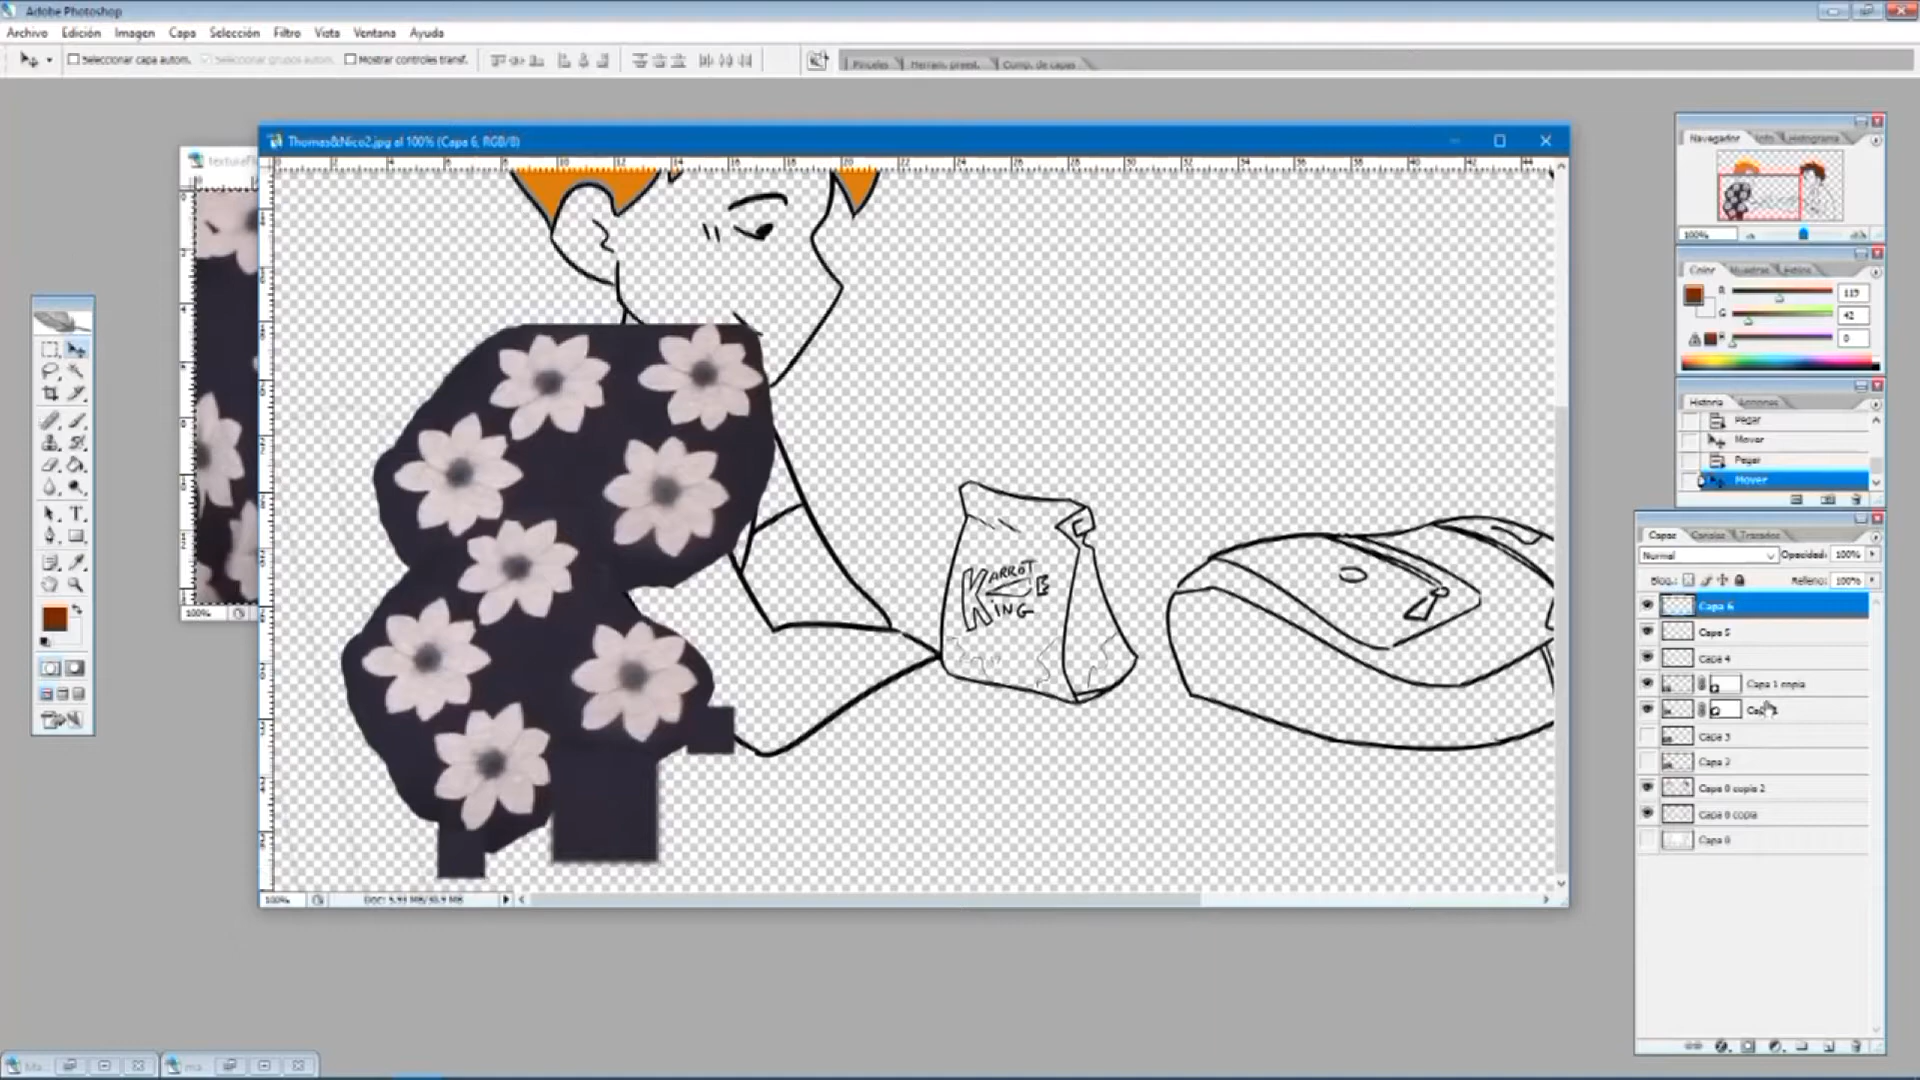 Adobe Photoshop
Archivo Edición Imagen Capa Selección Filtro Vista Ventana Ayuda
Seleccionar capa autom. Seleccionar grupos autom. Mostrar controles transf. Pinceles Herram. preest. Comp. de capas
Thomas&Nico2.jpg al 100% (Capa 6, RGB/8)
Navegador Info Histograma
100%
Color Muestras Estilos
R 115
G 42
0
Historia Acciones
Pegar
Mover
Pegar
Mover
Capas Canales Trazados
Normal Opacidad: 100%
Bloq.: Relleno: 100%
Capa 6
Capa 5
Capa 4
Capa 1 copia
Capa 3
Capa 2
Capa 0 copia 2
Capa 0 copia
Capa 0
KARROT
KING
100%
100%